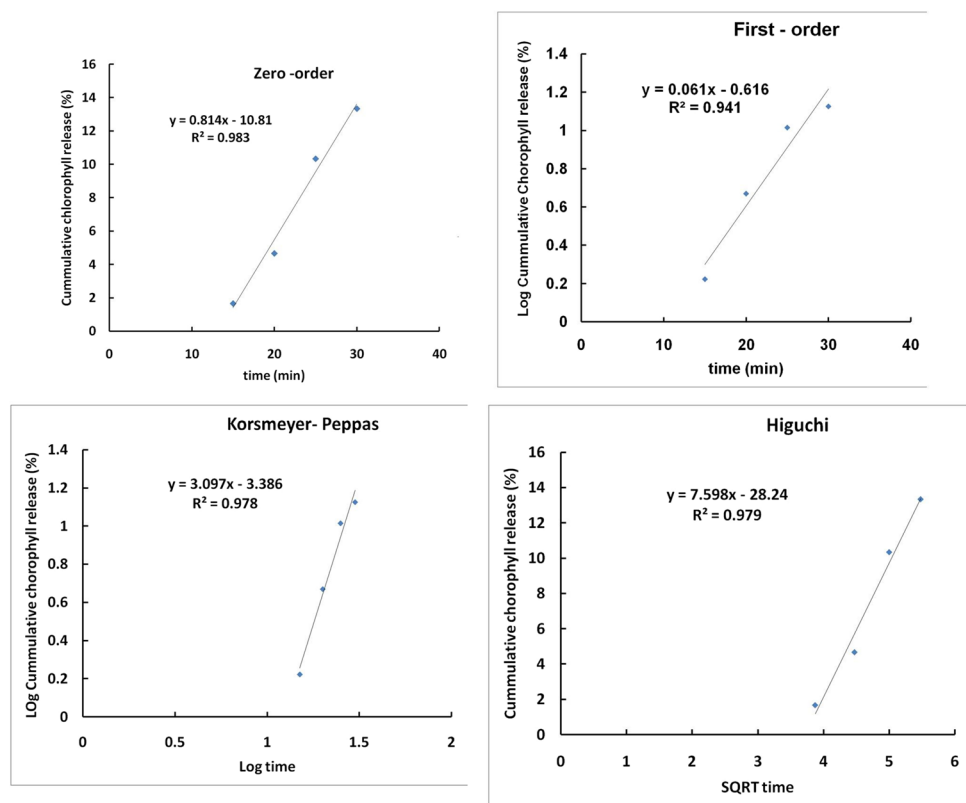 Zero -order
Cummulative chlorophyll release (%)
y = 0.814x - 10.81
R² = 0.983
16
14
12
10
8
6
4
2
0
0 10 20 30 40
time (min)
First - order
Log Cummulative Chorophyll release (%)
y = 0.061x - 0.616
R² = 0.941
1.4
1.2
1
0.8
0.6
0.4
0.2
0
0 10 20 30 40
time (min)
Korsmeyer- Peppas
LOg Cummulative chorophyll release (%)
y = 3.097x - 3.386
R² = 0.978
1.4
1.2
1
0.8
0.6
0.4
0.2
0
0 0.5 1 1.5 2
Log time
Higuchi
Cummulative chorophyll release (%)
y = 7.598x - 28.24
R² = 0.979
16
14
12
10
8
6
4
2
0
0 1 2 3 4 5 6
SQRT time